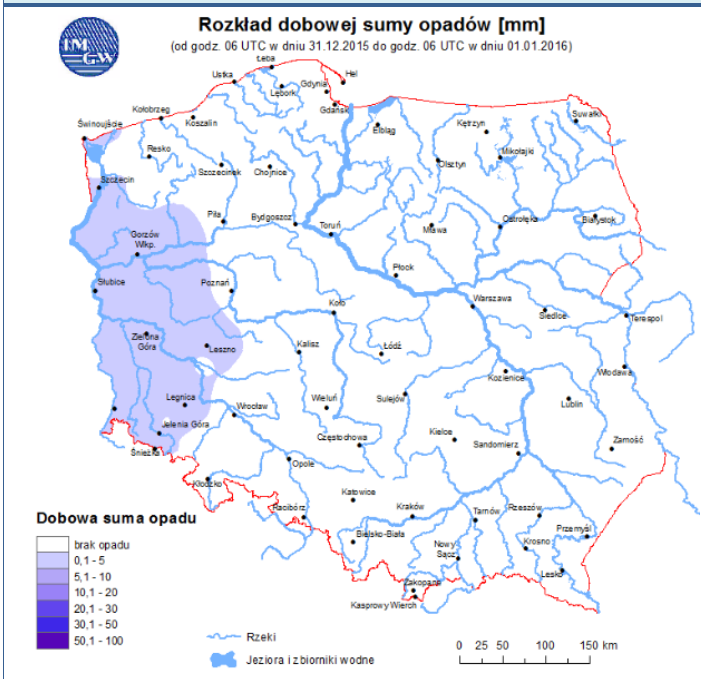 Rozkład dobowej sumy opadów [mm]
(od godz. 06 UTC w dniu 31.12.2015 do godz. 06 UTC w dniu 01.01.2016)
IM
GW
Łeba
Ustka
Hel
Gdynia
Lębork
Gdańsk
Kołobrzeg
Koszalin
Świnoujście
Elbląg
Kętrzyn
Suwałki
Resko
Szczecinek
Chojnice
Olsztyn
Mikołajki
Szczecin
Piła
Bydgoszcz
Toruń
Mława
Ostrołęka
Białystok
Gorzów
Wlkp.
Płock
Słubice
Poznań
Koło
Warszawa
Siedlce
Terespol
Zielona
Góra
Leszno
Kalisz
Łódź
Kozienice
Włodawa
Legnica
Wrocław
Wieluń
Sulejów
Lublin
Jelenia Góra
Częstochowa
Kielce
Sandomierz
Zamość
Śnieżka
Opole
Kłodzko
Katowice
Racibórz
Kraków
Tarnów
Rzeszów
Przemyśl
Bielsko-Biała
Nowy
Sącz
Krosno
Lesko
Zakopane
Kasprowy Wierch
Dobowa suma opadu
brak opadu
0,1 - 5
5,1 - 10
10,1 - 20
20,1 - 30
30,1 - 50
50,1 - 100
Rzeki
Jeziora i zbiorniki wodne
0 25 50 100 150 km